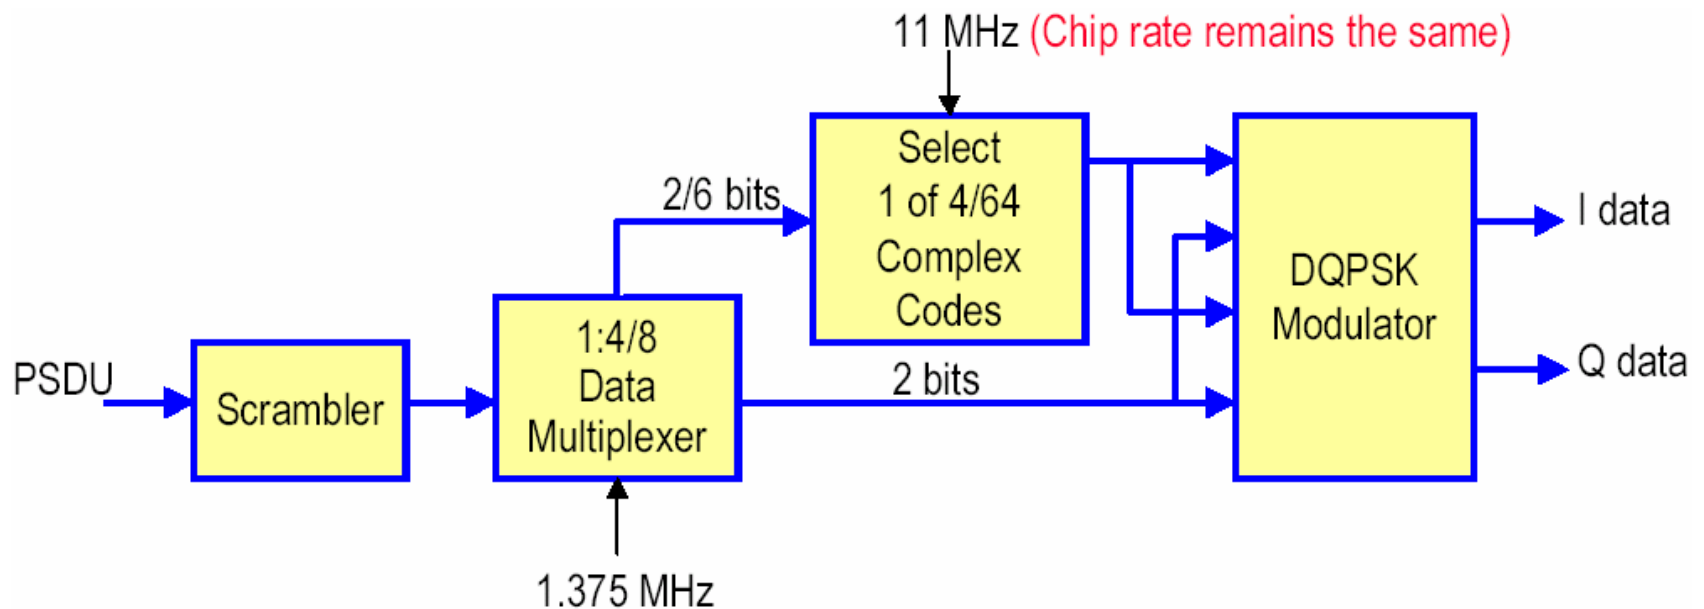 11 MHz (Chip rate remains the same)
Select
1 of 4/64
Complex
Codes
2/6 bits
I data
DQPSK
Modulator
1:4/8
Data
Multiplexer
PSDU
Scrambler
2 bits
Q data
1.375 MHz